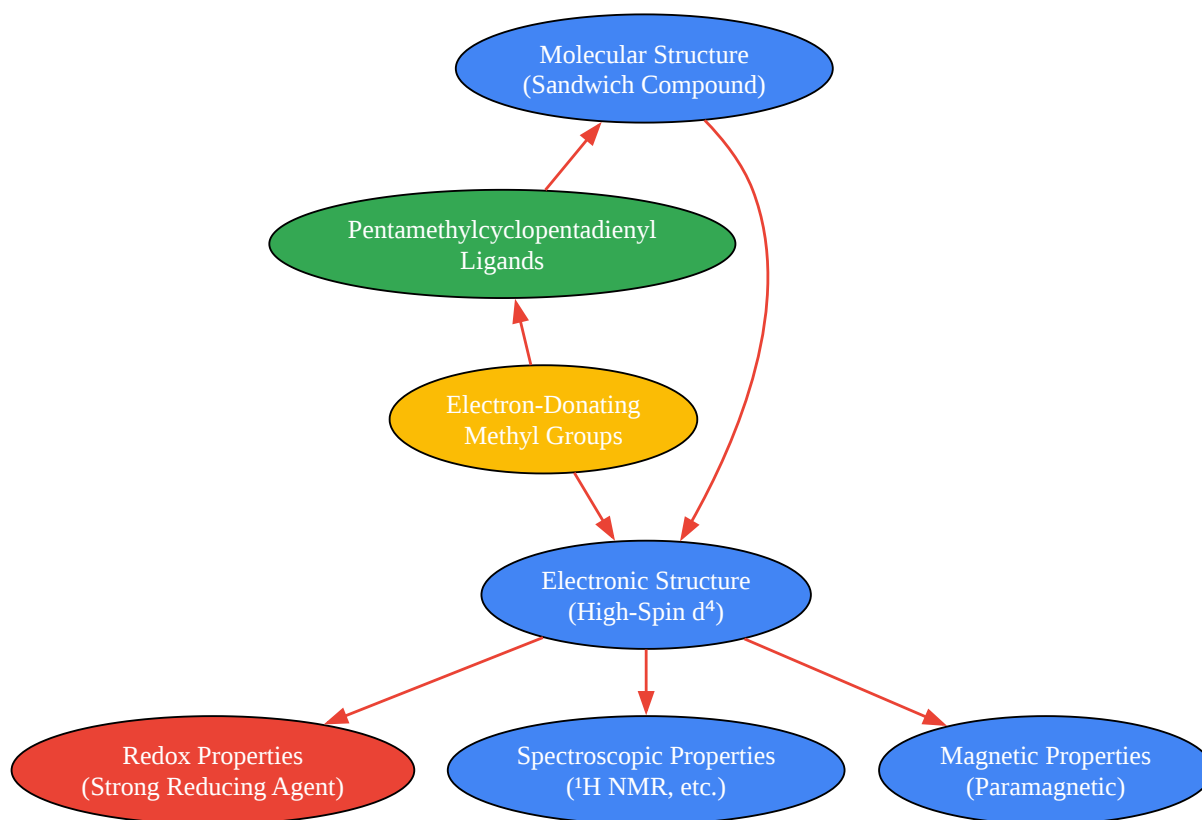 Molecular Structure
(Sandwich Compound)
Pentamethylcyclopentadienyl
Ligands
Electron-Donating
Methyl Groups
Electronic Structure
(High-Spin d⁴)
Redox Properties
(Strong Reducing Agent)
Spectroscopic Properties
(¹H NMR, etc.)
Magnetic Properties
(Paramagnetic)